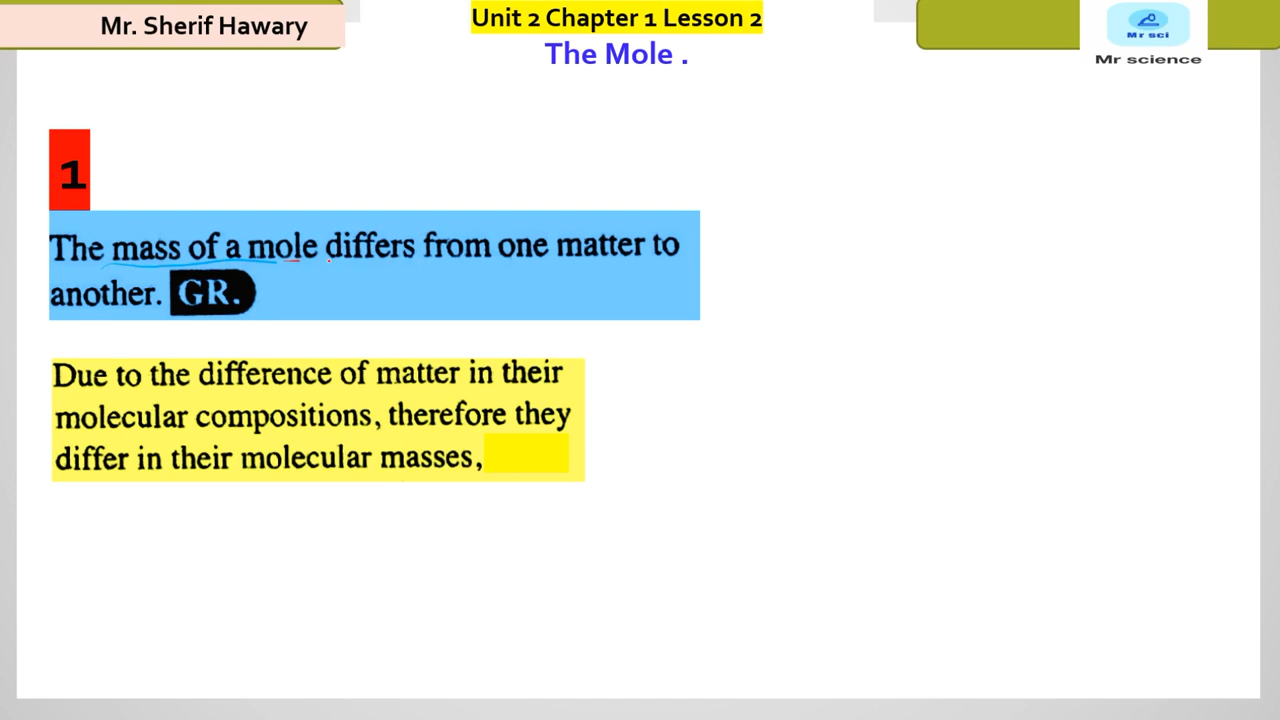 Mr. Sherif Hawary
Unit 2 Chapter 1 Lesson 2
The Mole .
Mr sci
Mr science
1
The mass of a mole differs from one matter to
another. GR.
Due to the difference of matter in their
molecular compositions, therefore they
differ in their molecular masses,